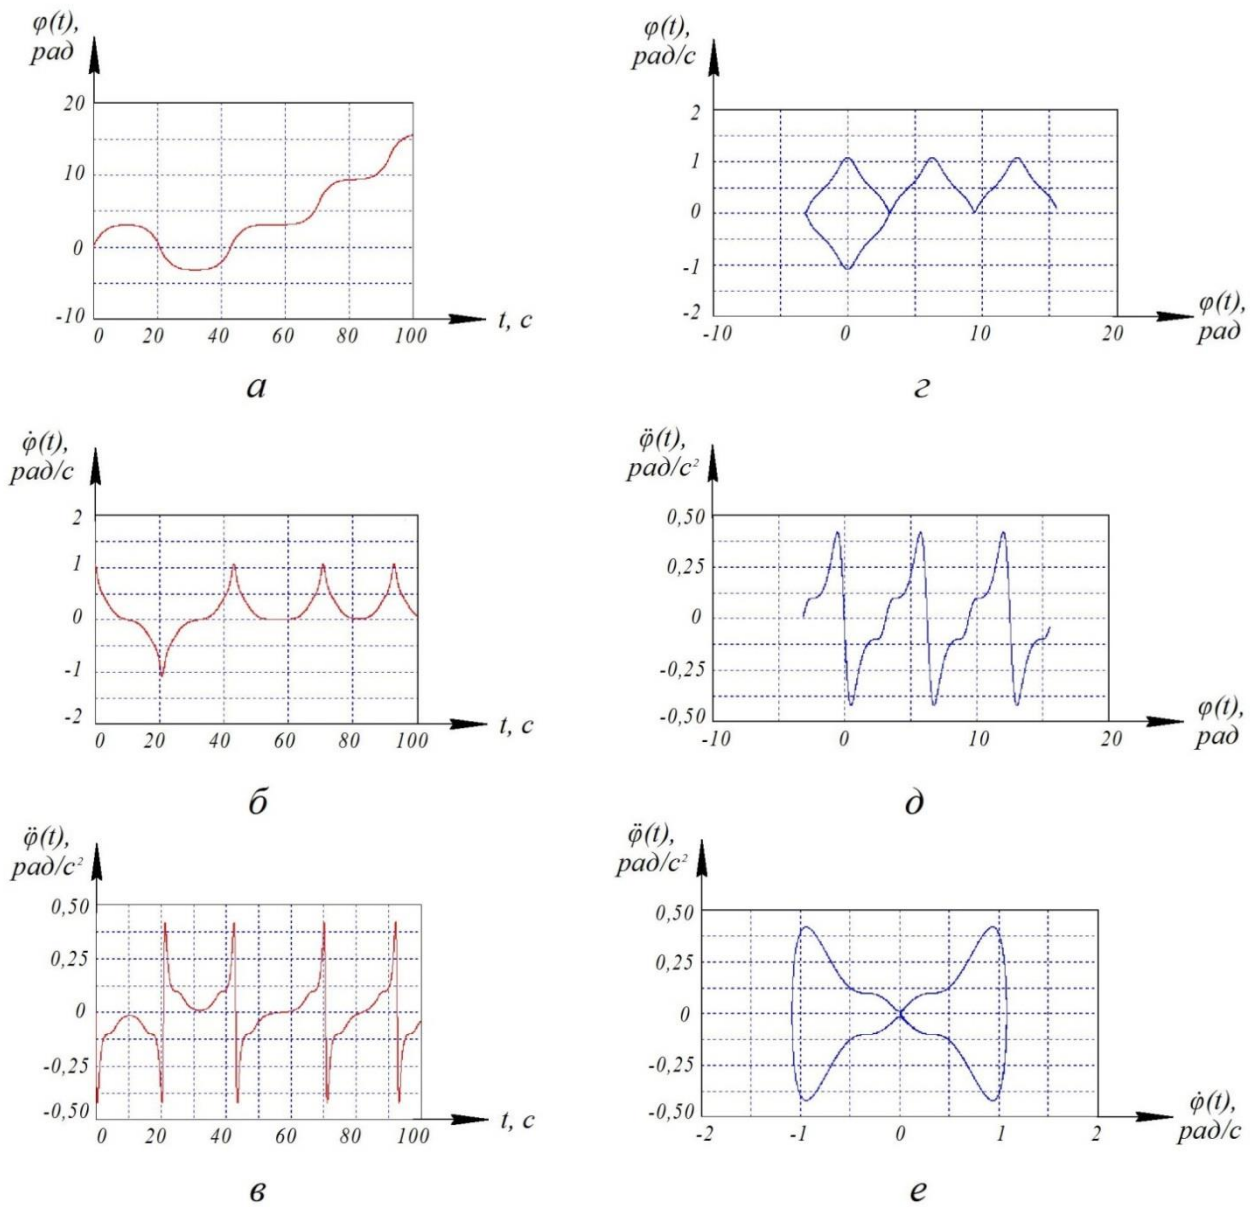 φ(t),
рад
20
10
0
-10
0 20 40 60 80 100
t, с
а
φ(t),
рад/с
2
1
0
-1
-2
-10 0 10 20
φ(t),
рад
г
φ̇(t),
рад/с
2
1
0
-1
-2
0 20 40 60 80 100
t, с
б
φ̈(t),
рад/с²
0,50
0,25
0
-0,25
-0,50
-10 0 10 20
φ(t),
рад
д
φ̈(t),
рад/с²
0,50
0,25
0
-0,25
-0,50
0 20 40 60 80 100
t, с
в
φ̈(t),
рад/с²
0,50
0,25
0
-0,25
-0,50
-2 -1 0 1 2
φ̇(t),
рад/с
е